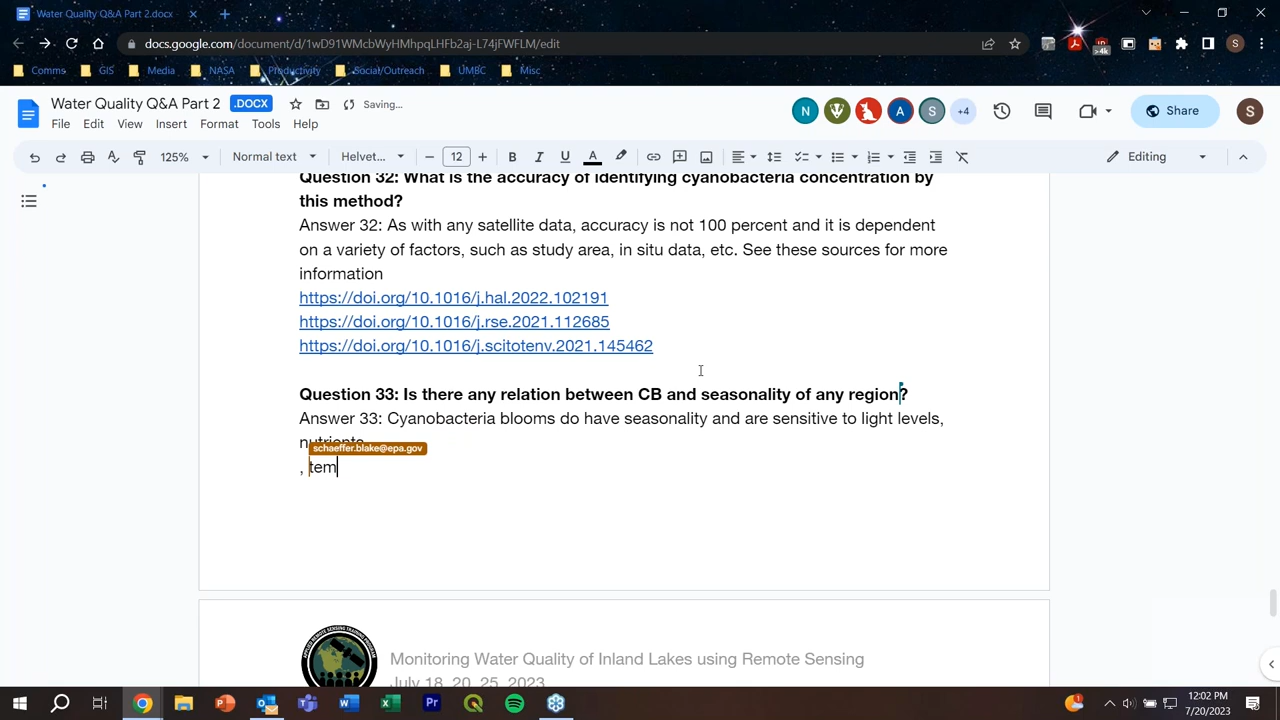 Water Quality Q&A Part 2.docx
docs.google.com/document/d/1wD91WMcbWyHMhpqLHFb2aj-L74jFWFLM/edit
>4k
S
Comms
GIS
Media
NASA
Productivity
Social/Outreach
UMBC
Misc
Water Quality Q&A Part 2
.DOCX
Saving...
N
A
S
+4
Share
S
File
Edit
View
Insert
Format
Tools
Help
125%
Normal text
Helvet...
12
Editing
Question 32: What is the accuracy of identifying cyanobacteria concentration by
this method?
Answer 32: As with any satellite data, accuracy is not 100 percent and it is dependent
on a variety of factors, such as study area, in situ data, etc. See these sources for more
information
https://doi.org/10.1016/j.hal.2022.102191
https://doi.org/10.1016/j.rse.2021.112685
https://doi.org/10.1016/j.scitotenv.2021.145462
Question 33: Is there any relation between CB and seasonality of any region?
Answer 33: Cyanobacteria blooms do have seasonality and are sensitive to light levels,
nutrients
schaeffer.blake@epa.gov
, tem
Monitoring Water Quality of Inland Lakes using Remote Sensing
July 18, 20, 25, 2023
12:02 PM
7/20/2023